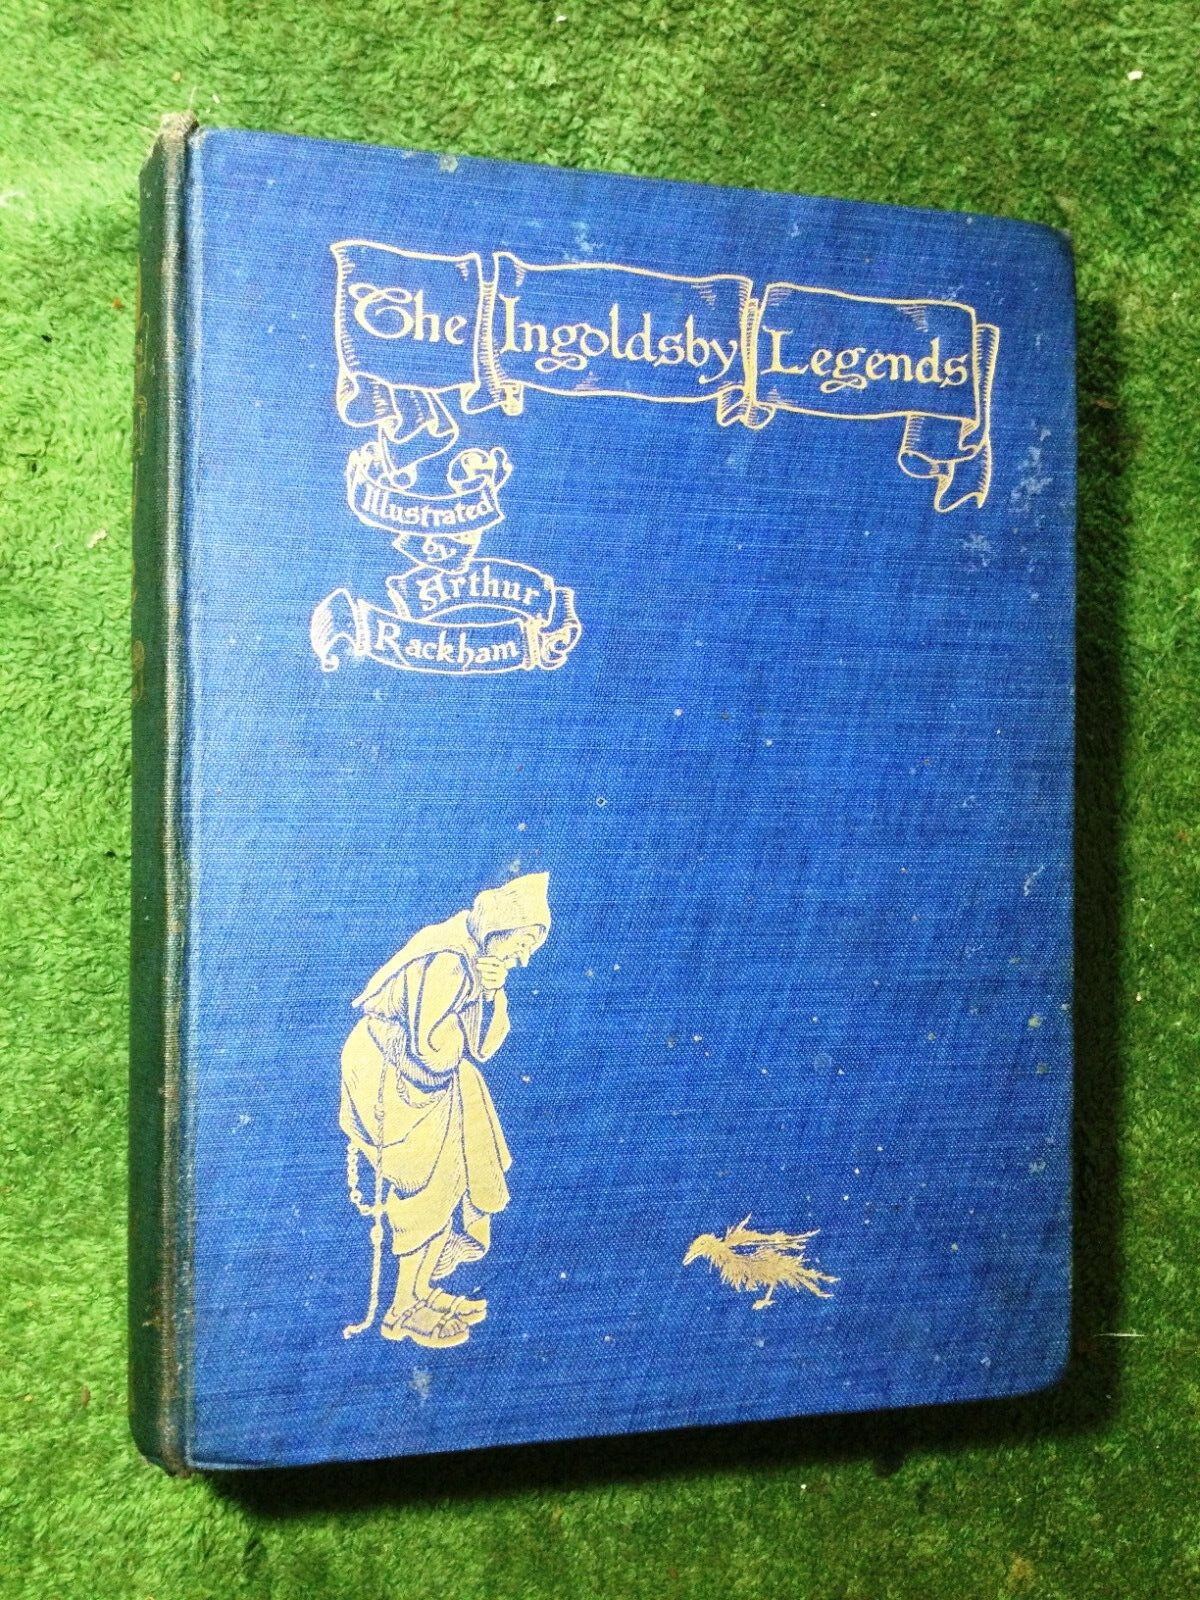 The Ingoldsby Legends
Illustrated
by
Arthur
Rackham